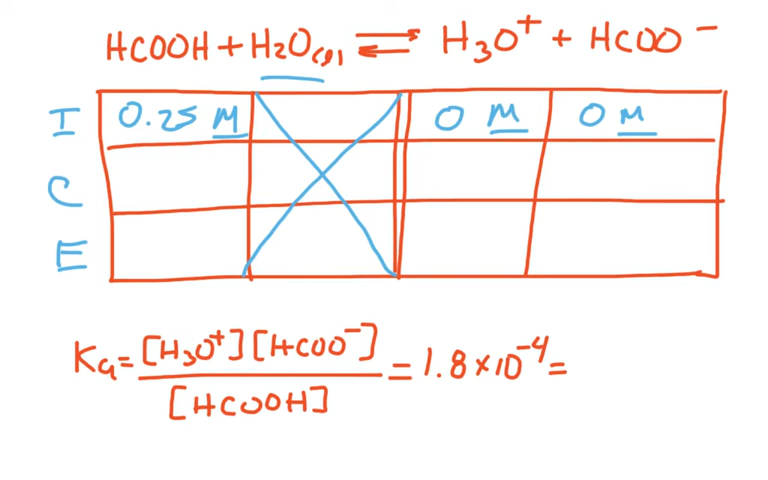 HCOOH + H₂O(l) ⇌ H₃O⁺ + HCOO⁻
I 0.25 M 0 M 0 M
C
E
Ka = [H₃O⁺][HCOO⁻] / [HCOOH] = 1.8 × 10⁻⁴ =